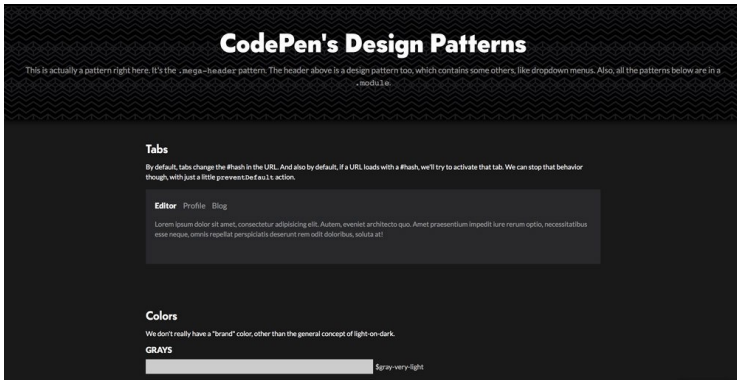 CodePen's Design Patterns
This is actually a pattern right here. It's the .mega-header pattern. The header above is a design pattern too, which contains some others, like dropdown menus. Also, all the patterns below are in a
.module.
Tabs
By default, tabs change the #hash in the URL. And also by default, if a URL loads with a #hash, we'll try to activate that tab. We can stop that behavior
though, with just a little preventDefault action.
Editor Profile Blog
Lorem ipsum dolor sit amet, consectetur adipisicing elit. Autem, eveniet architecto quo. Amet praesentium impedit iure rerum optio, necessitatibus
esse neque, omnis repellat perspiciatis deserunt rem odit doloribus, soluta at!
Colors
We don't really have a "brand" color, other than the general concept of light-on-dark.
GRAYS
$gray-very-light